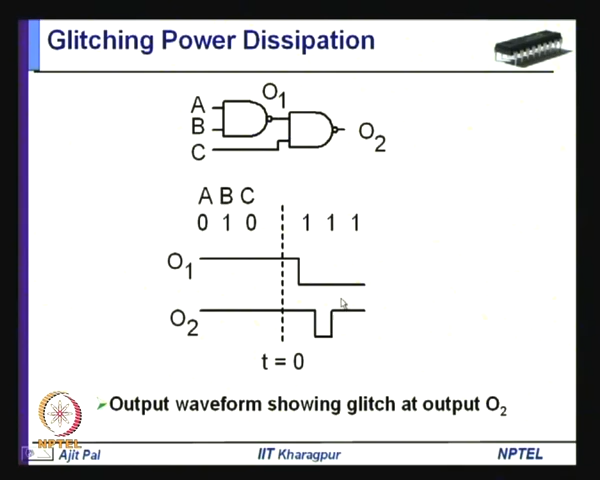 Glitching Power Dissipation
O1
A
B
C
O2
A B C
0 1 0 1 1 1
O1
O2
t = 0
Output waveform showing glitch at output O2
NPTEL
Ajit Pal IIT Kharagpur NPTEL